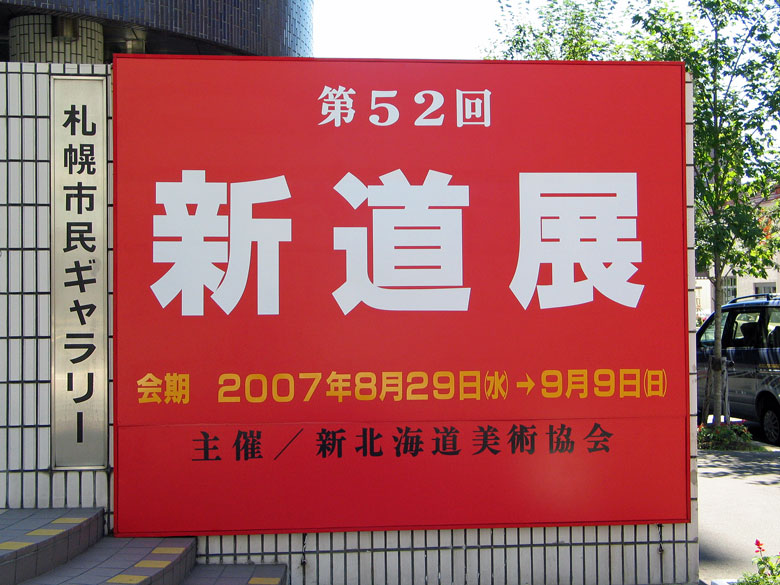 札幌市民ギャラリー
第52回
新道展
会期 2007年8月29日㈬→9月9日㈰
主催／新北海道美術協会